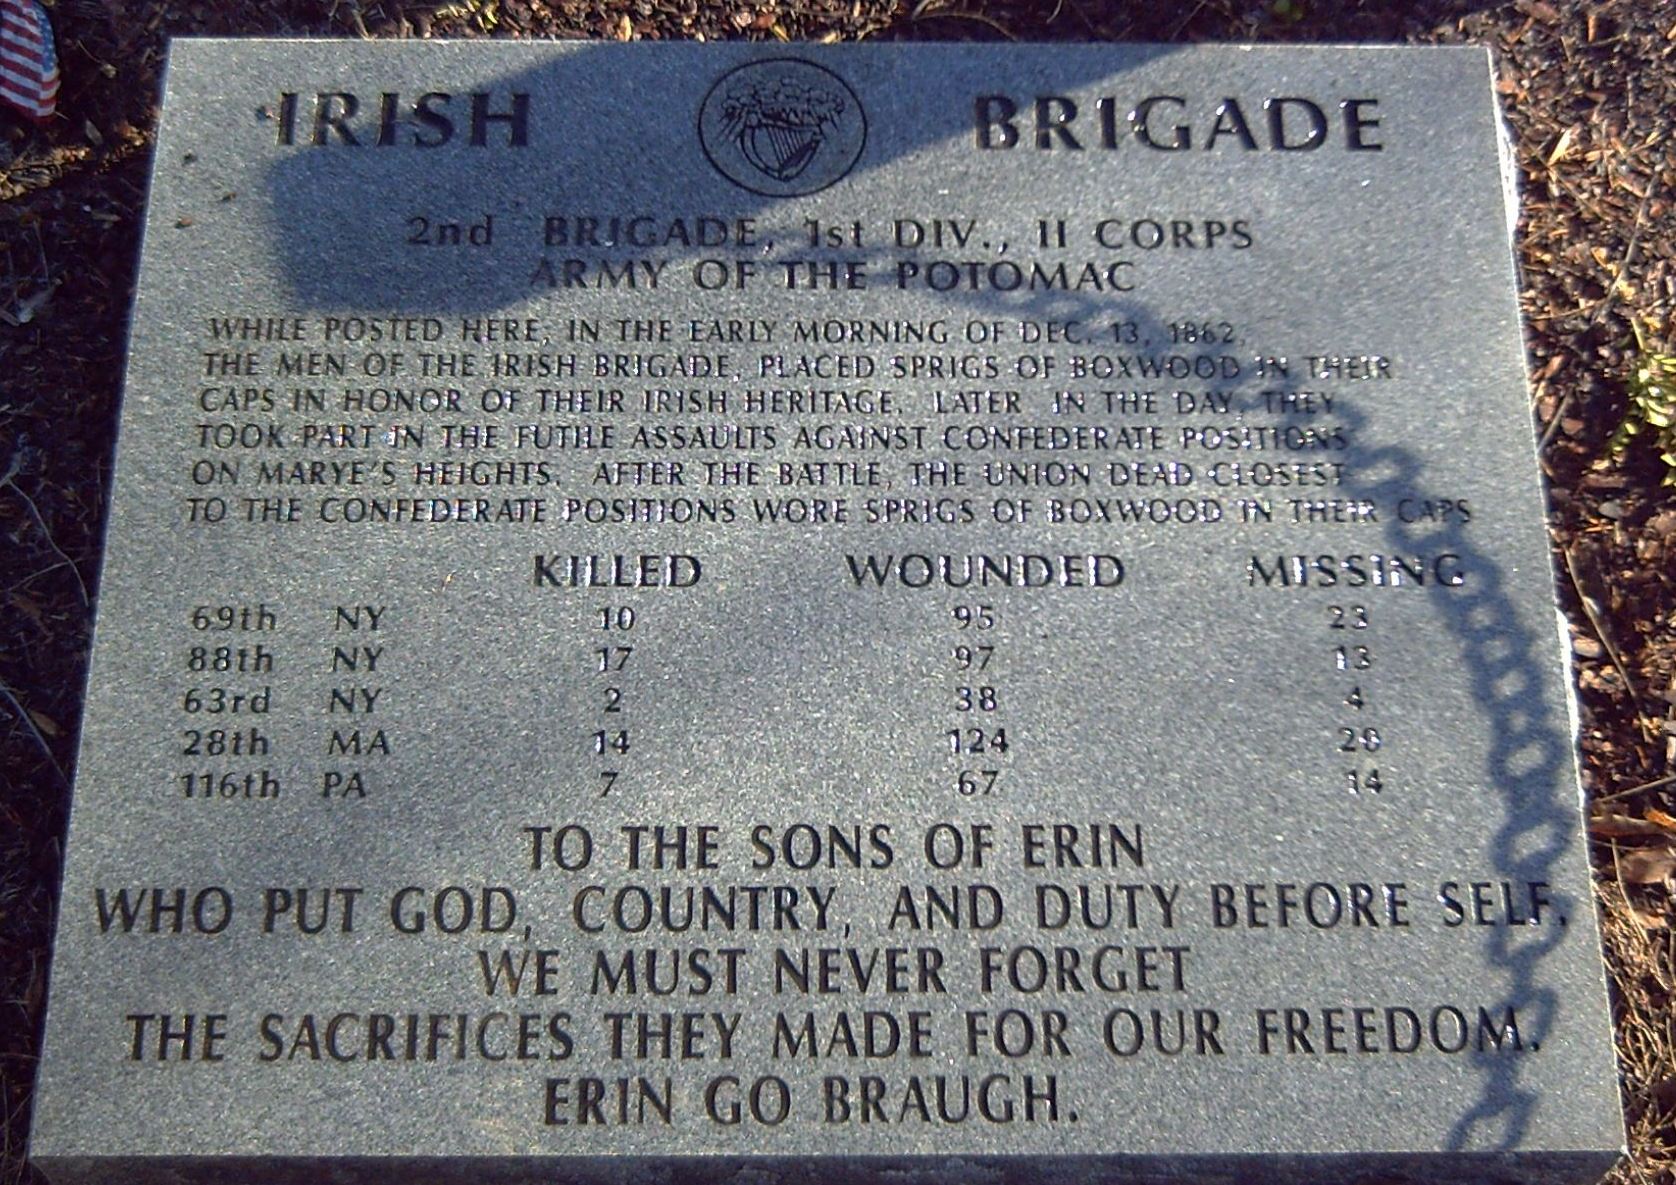 IRISH BRIGADE
2nd BRIGADE, 1st DIV., II CORPS
ARMY OF THE POTOMAC
WHILE POSTED HERE, IN THE EARLY MORNING OF DEC. 13, 1862,
THE MEN OF THE IRISH BRIGADE, PLACED SPRIGS OF BOXWOOD IN THEIR
CAPS IN HONOR OF THEIR IRISH HERITAGE. LATER IN THE DAY, THEY
TOOK PART IN THE FUTILE ASSAULTS AGAINST CONFEDERATE POSITIONS
ON MARYE'S HEIGHTS. AFTER THE BATTLE, THE UNION DEAD CLOSEST
TO THE CONFEDERATE POSITIONS WORE SPRIGS OF BOXWOOD IN THEIR CAPS
KILLED WOUNDED MISSING
69th NY 10 95 23
88th NY 17 97 13
63rd NY 2 38 4
28th MA 14 124 20
116th PA 7 67 14
TO THE SONS OF ERIN
WHO PUT GOD, COUNTRY, AND DUTY BEFORE SELF,
WE MUST NEVER FORGET
THE SACRIFICES THEY MADE FOR OUR FREEDOM.
ERIN GO BRAUGH.